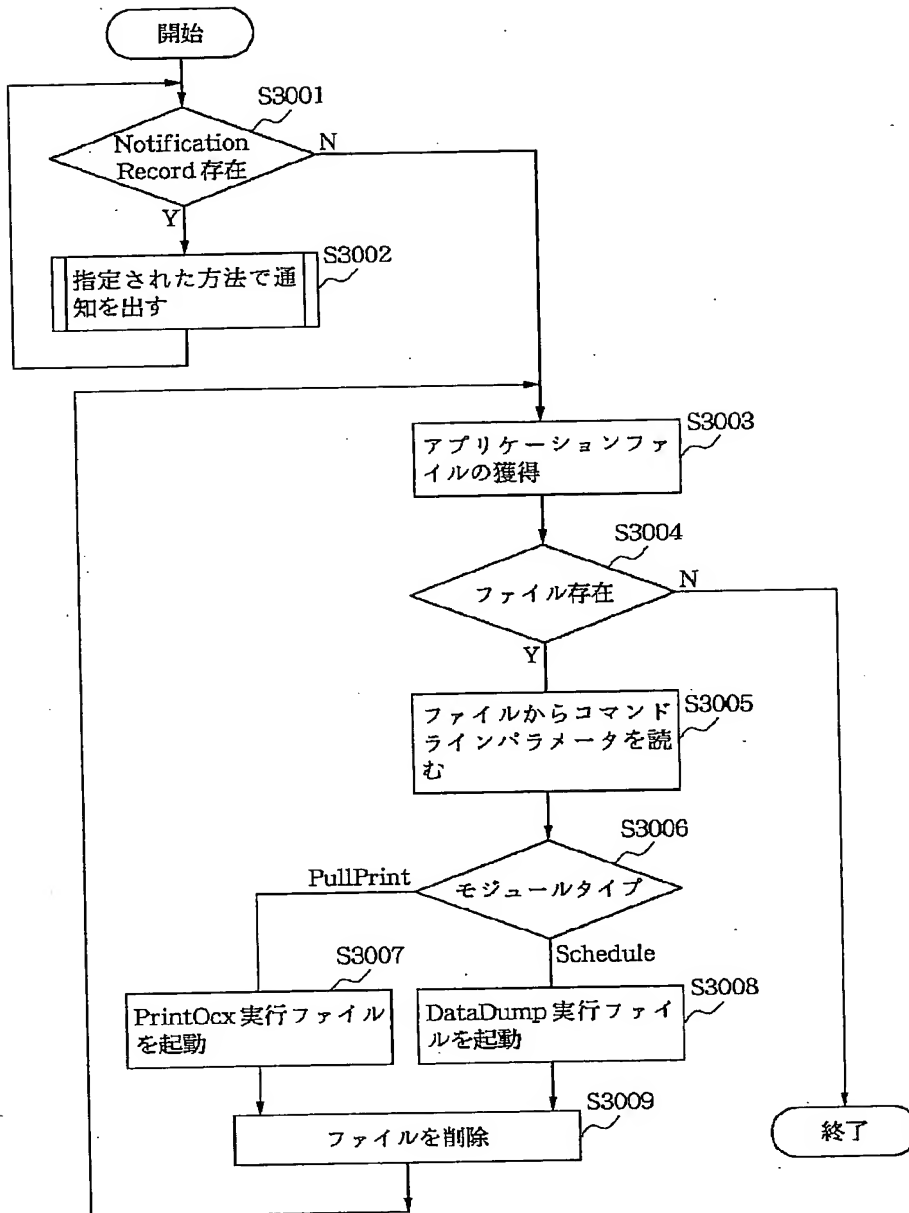 開始
S3001
Notification
Record 存在
N
Y
S3002
指定された方法で通
知を出す
S3003
アプリケーションファ
イルの獲得
S3004
ファイル存在
N
Y
S3005
ファイルからコマンド
ラインパラメータを読
む
S3006
モジュールタイプ
PullPrint
Schedule
S3007
PrintOcx 実行ファイル
を起動
S3008
DataDump 実行ファイ
ルを起動
S3009
ファイルを削除
終了